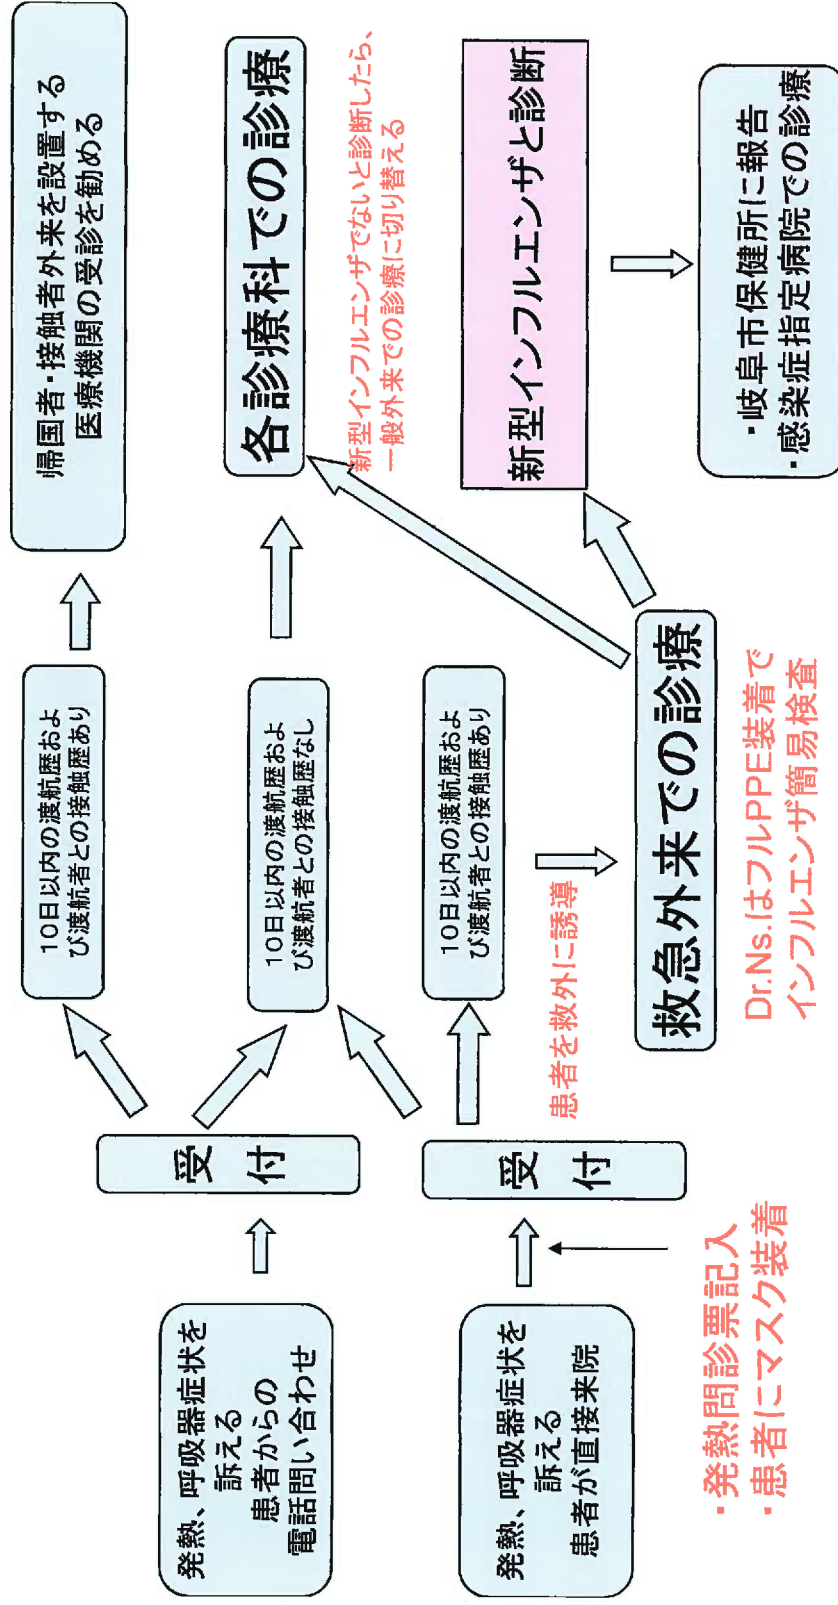 発熱、呼吸器症状を
訴える
患者からの
電話問い合わせ
受
付
10日以内の渡航歴およ
び渡航者との接触歴あり
帰国者・接触者外来を設置する
医療機関の受診を勧める
10日以内の渡航歴およ
び渡航者との接触歴なし
各診療科での診療
新型インフルエンザでないと診断したら、
一般外来での診療に切り替える
発熱、呼吸器症状を
訴える
患者が直接来院
受
付
10日以内の渡航歴およ
び渡航者との接触歴あり
患者を救外に誘導
新型インフルエンザと診断
救急外来での診療
・岐阜市保健所に報告
・感染症指定病院での診療
・発熱問診票記入
・患者にマスク装着
Dr.Ns.はフルPPE装着で
インフルエンザ簡易検査